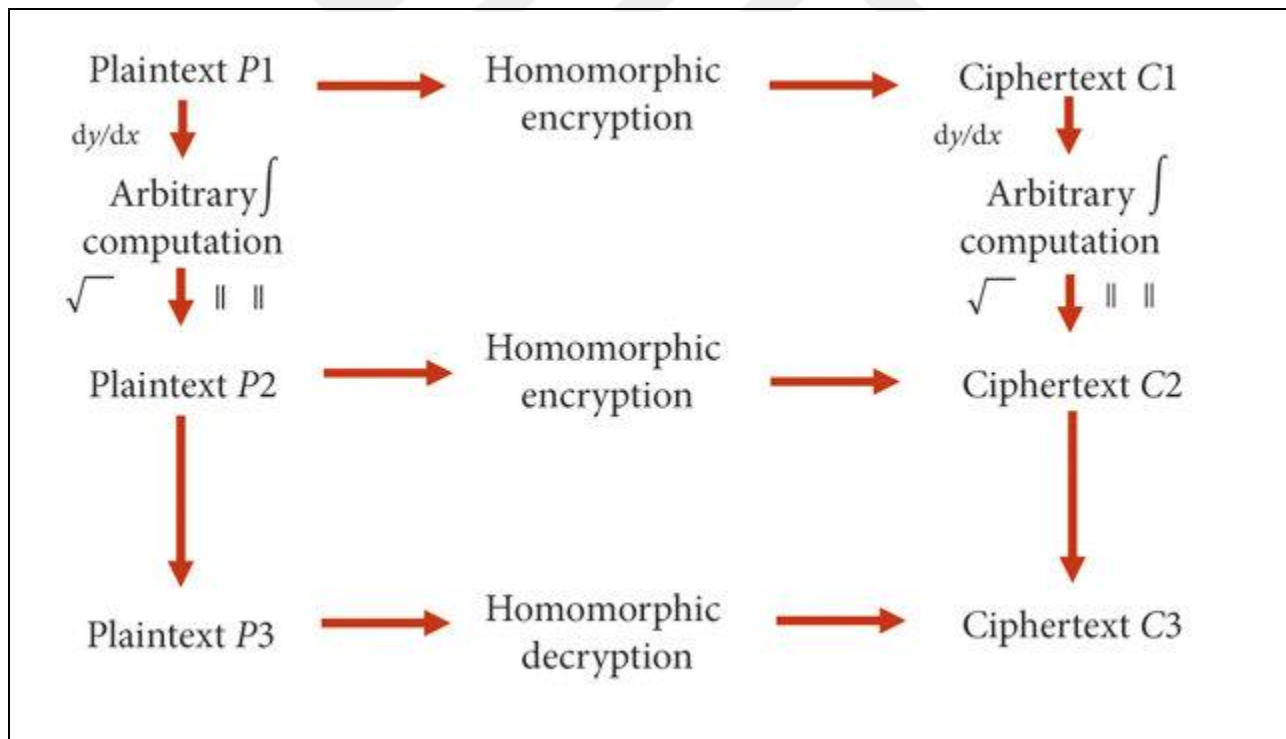 Plaintext P1
Homomorphic
encryption
Ciphertext C1
dy/dx
dy/dx
Arbitrary ∫
computation
Arbitrary ∫
computation
√ || ||
√ || ||
Plaintext P2
Homomorphic
encryption
Ciphertext C2
Plaintext P3
Homomorphic
decryption
Ciphertext C3